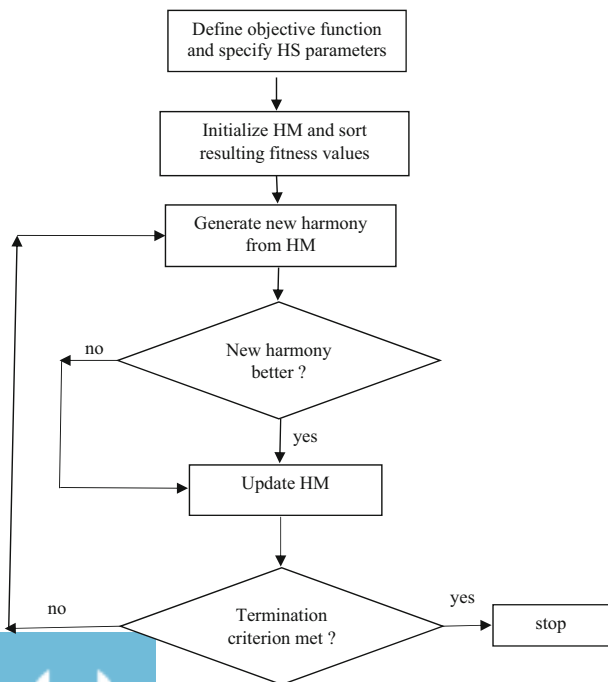 Define objective function
and specify HS parameters
Initialize HM and sort
resulting fitness values
Generate new harmony
from HM
no
New harmony
better ?
yes
Update HM
no
Termination
criterion met ?
yes
stop